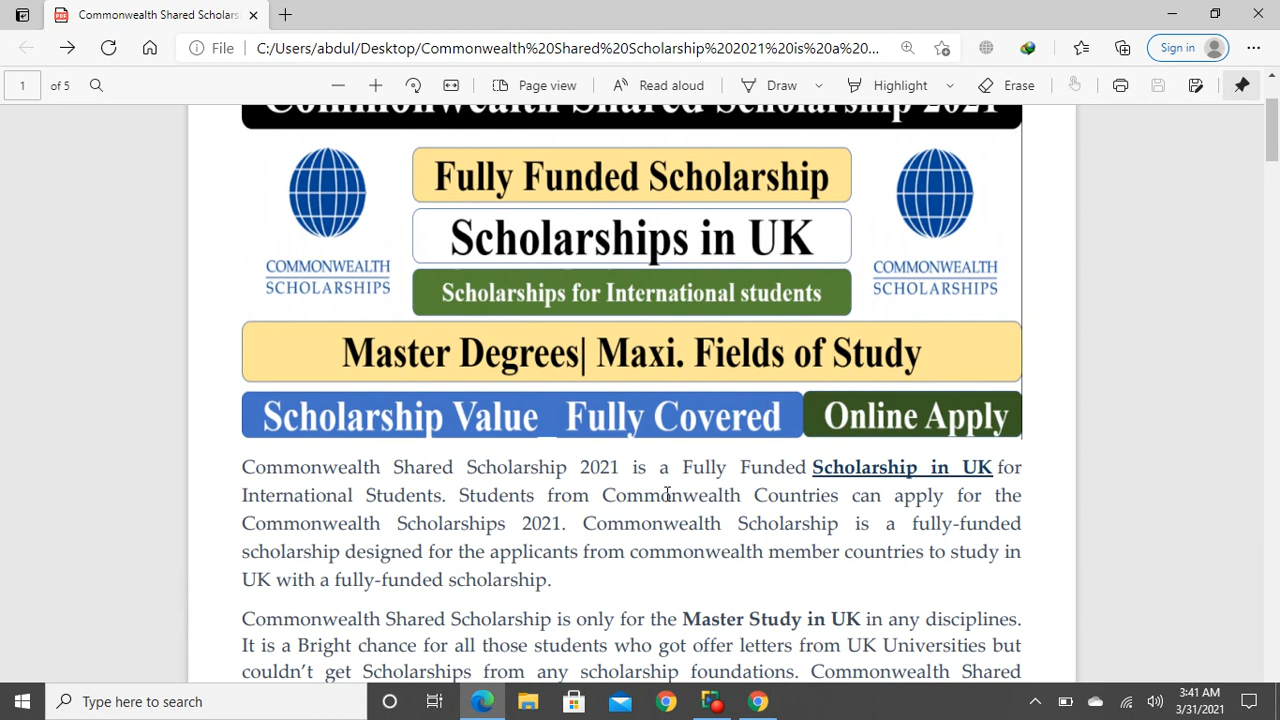 Commonwealth Shared Scholarsh
File
C:/Users/abdul/Desktop/Commonwealth%20Shared%20Scholarship%202021%20is%20a%20...
Sign in
1 of 5
Page view
Read aloud
Draw
Highlight
Erase
Commonwealth Shared Scholarship 2021
Fully Funded Scholarship
Scholarships in UK
Scholarships for International students
COMMONWEALTH
SCHOLARSHIPS
COMMONWEALTH
SCHOLARSHIPS
Master Degrees| Maxi. Fields of Study
Scholarship Value_ Fully Covered
Online Apply
Commonwealth Shared Scholarship 2021 is a Fully Funded Scholarship in UK for
International Students. Students from Commonwealth Countries can apply for the
Commonwealth Scholarships 2021. Commonwealth Scholarship is a fully-funded
scholarship designed for the applicants from commonwealth member countries to study in
UK with a fully-funded scholarship.
Commonwealth Shared Scholarship is only for the Master Study in UK in any disciplines.
It is a Bright chance for all those students who got offer letters from UK Universities but
couldn't get Scholarships from any scholarship foundations. Commonwealth Shared
Type here to search
3:41 AM
3/31/2021